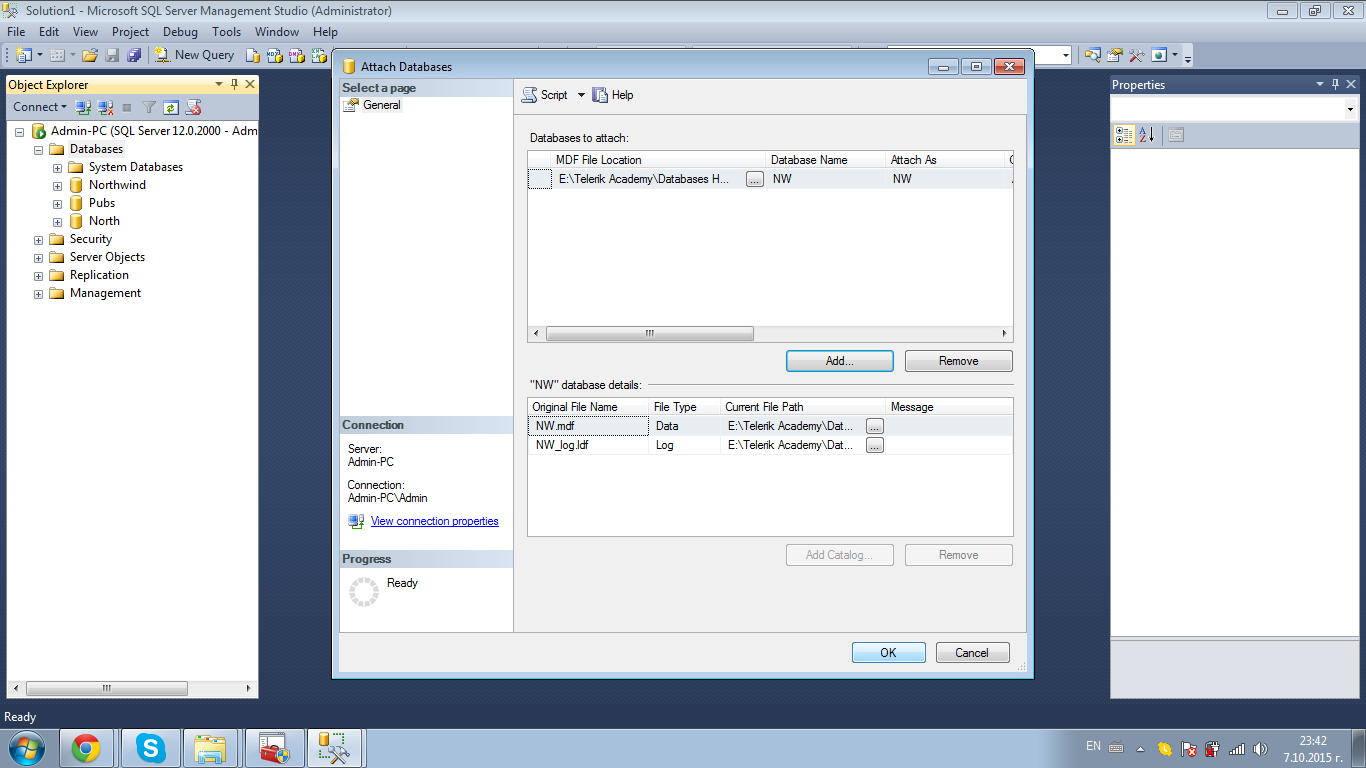 Solution1 - Microsoft SQL Server Management Studio (Administrator)
File Edit View Project Debug Tools Window Help
New Query
Object Explorer
Connect
Admin-PC (SQL Server 12.0.2000 - Adm
Databases
System Databases
Northwind
Pubs
North
Security
Server Objects
Replication
Management
Attach Databases
Select a page
General
Script Help
Databases to attach:
MDF File Location Database Name Attach As
E:\Telerik Academy\Databases H... ... NW NW
Add... Remove
"NW" database details:
Original File Name File Type Current File Path Message
NW.mdf Data E:\Telerik Academy\Dat... ...
NW_log.ldf Log E:\Telerik Academy\Dat... ...
Add Catalog... Remove
Connection
Server:
Admin-PC
Connection:
Admin-PC\Admin
View connection properties
Progress
Ready
OK Cancel
Properties
Ready
EN
23:42
7.10.2015 г.